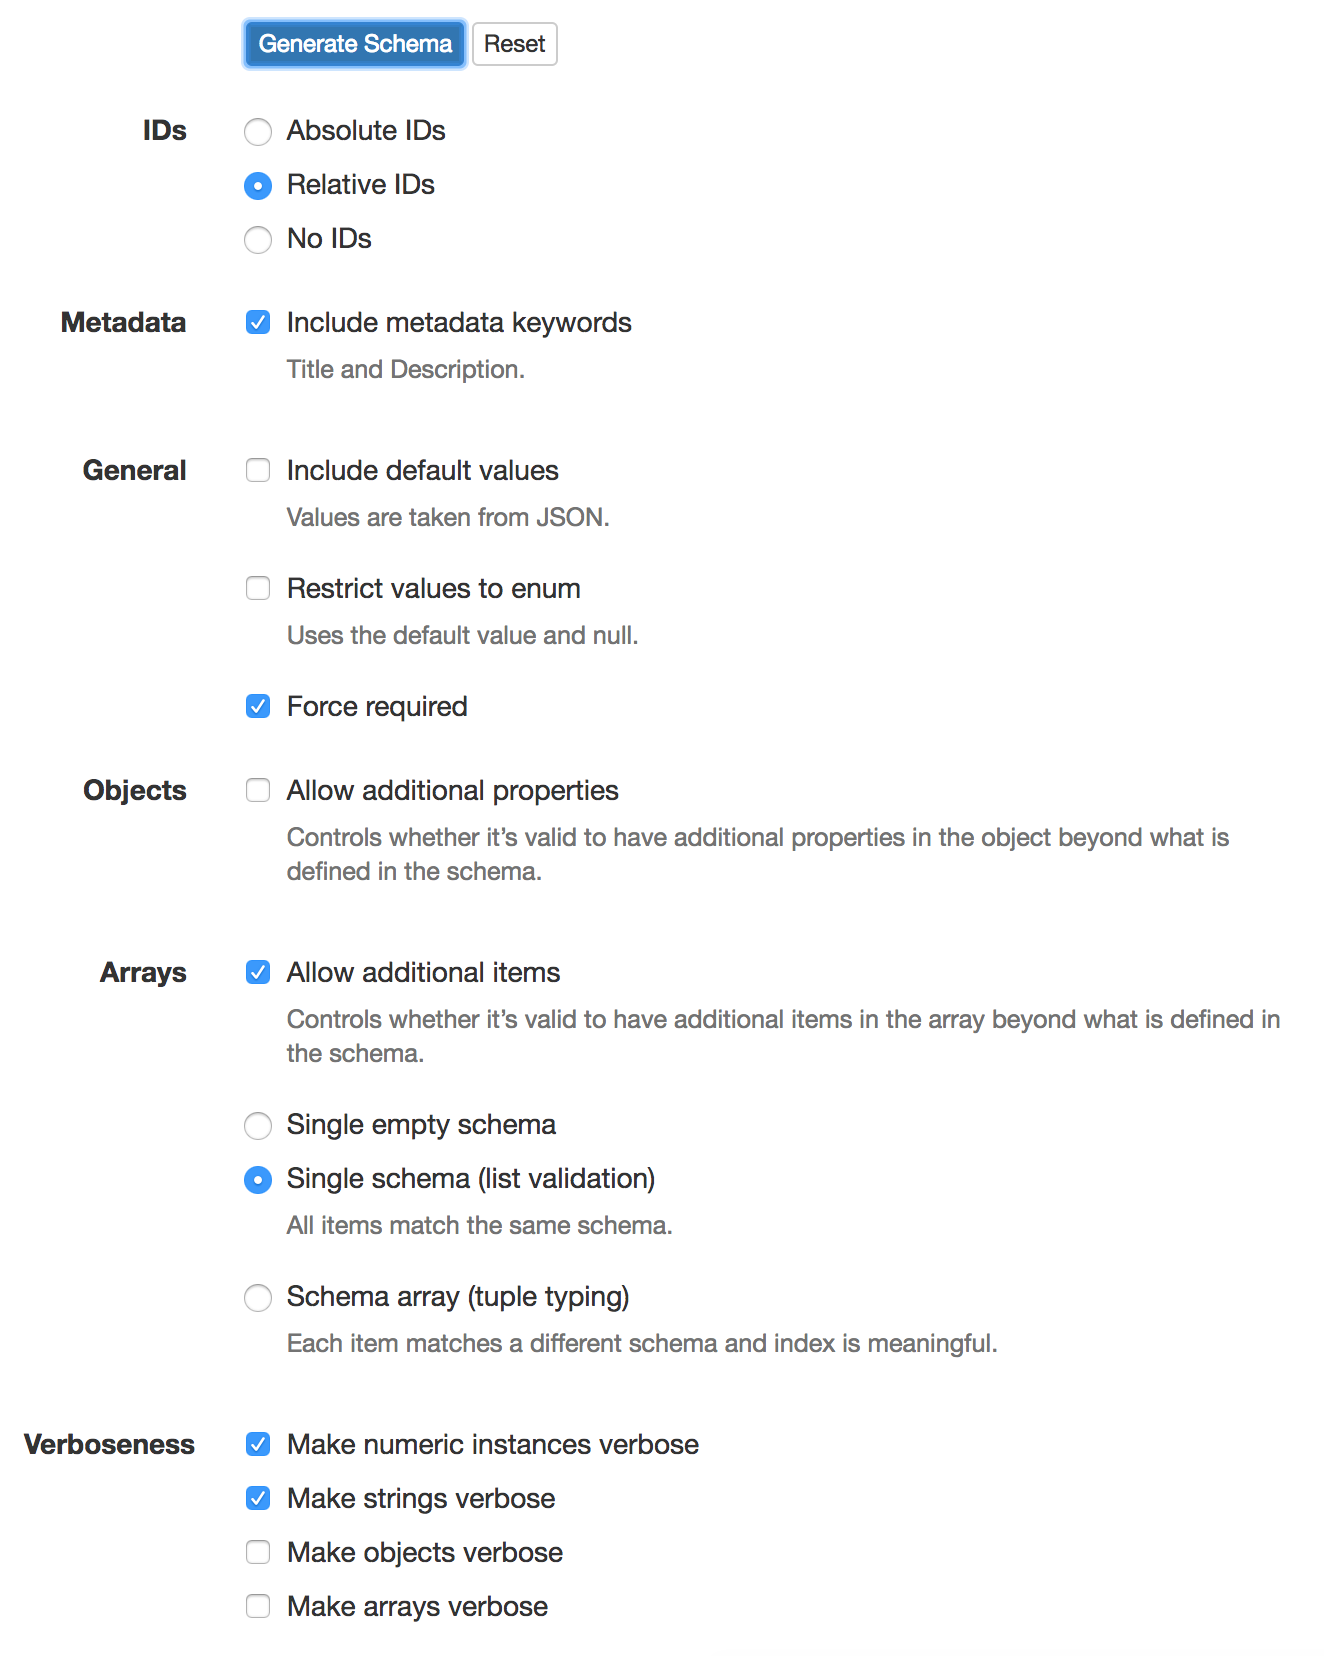 Generate Schema Reset
IDs Absolute IDs
Relative IDs
No IDs
Metadata Include metadata keywords
Title and Description.
General Include default values
Values are taken from JSON.
Restrict values to enum
Uses the default value and null.
Force required
Objects Allow additional properties
Controls whether it’s valid to have additional properties in the object beyond what is
defined in the schema.
Arrays Allow additional items
Controls whether it’s valid to have additional items in the array beyond what is defined in
the schema.
Single empty schema
Single schema (list validation)
All items match the same schema.
Schema array (tuple typing)
Each item matches a different schema and index is meaningful.
Verboseness Make numeric instances verbose
Make strings verbose
Make objects verbose
Make arrays verbose